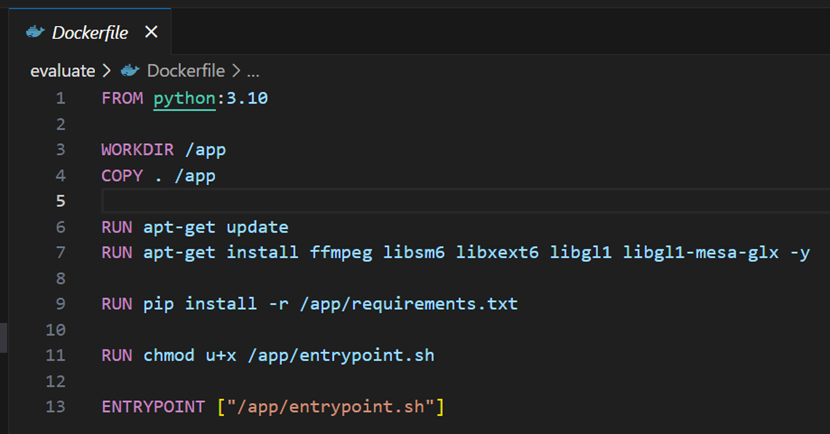 Dockerfile ×
evaluate > Dockerfile > ...
1 FROM python:3.10
2
3 WORKDIR /app
4 COPY . /app
5
6 RUN apt-get update
7 RUN apt-get install ffmpeg libsm6 libxext6 libgl1 libgl1-mesa-glx -y
8
9 RUN pip install -r /app/requirements.txt
10
11 RUN chmod u+x /app/entrypoint.sh
12
13 ENTRYPOINT ["/app/entrypoint.sh"]